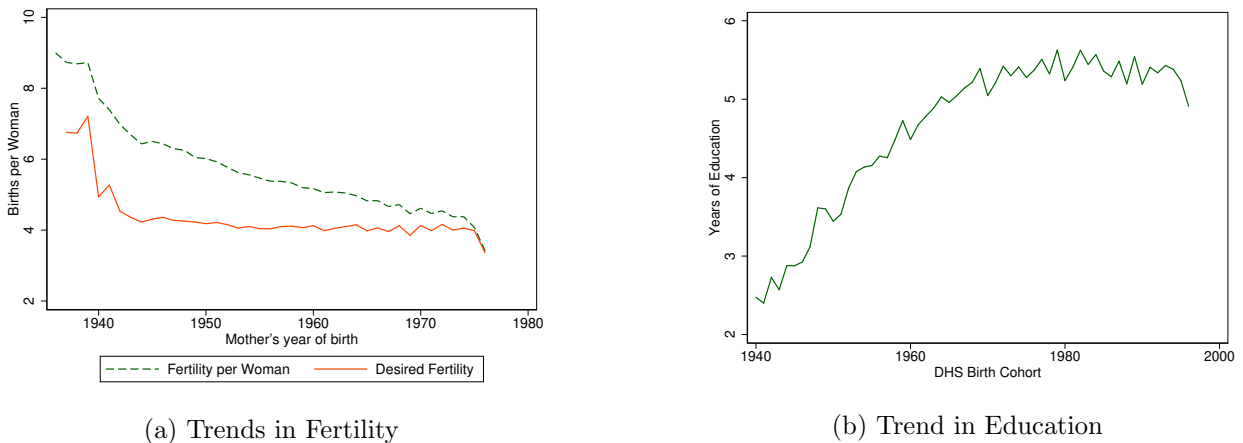 10
8
6
4
2
Births per Woman
1940 1950 1960 1970 1980
Mother's year of birth
Fertility per Woman Desired Fertility
(a) Trends in Fertility
6
5
4
3
2
Years of Education
1940 1960 1980 2000
DHS Birth Cohort
(b) Trend in Education